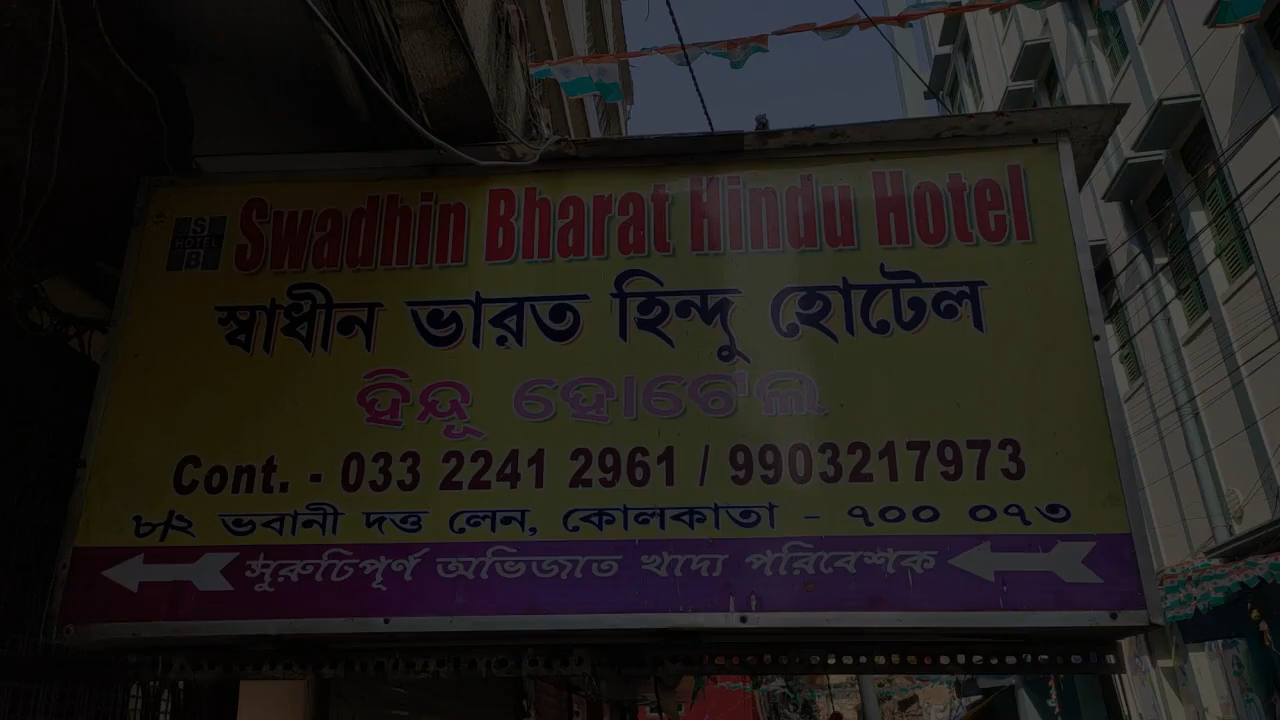 S
HOTEL
B
Swadhin Bharat Hindu Hotel
স্বাধীন ভারত হিন্দু হোটেল
ହିନ୍ଦୂ ହୋଟେଲ
Cont. - 033 2241 2961 / 9903217973
৮/২ ভবানী দত্ত লেন, কোলকাতা - ৭০০ ০৭৩
সুরুচিপূর্ণ অভিজাত খাদ্য পরিবেশক